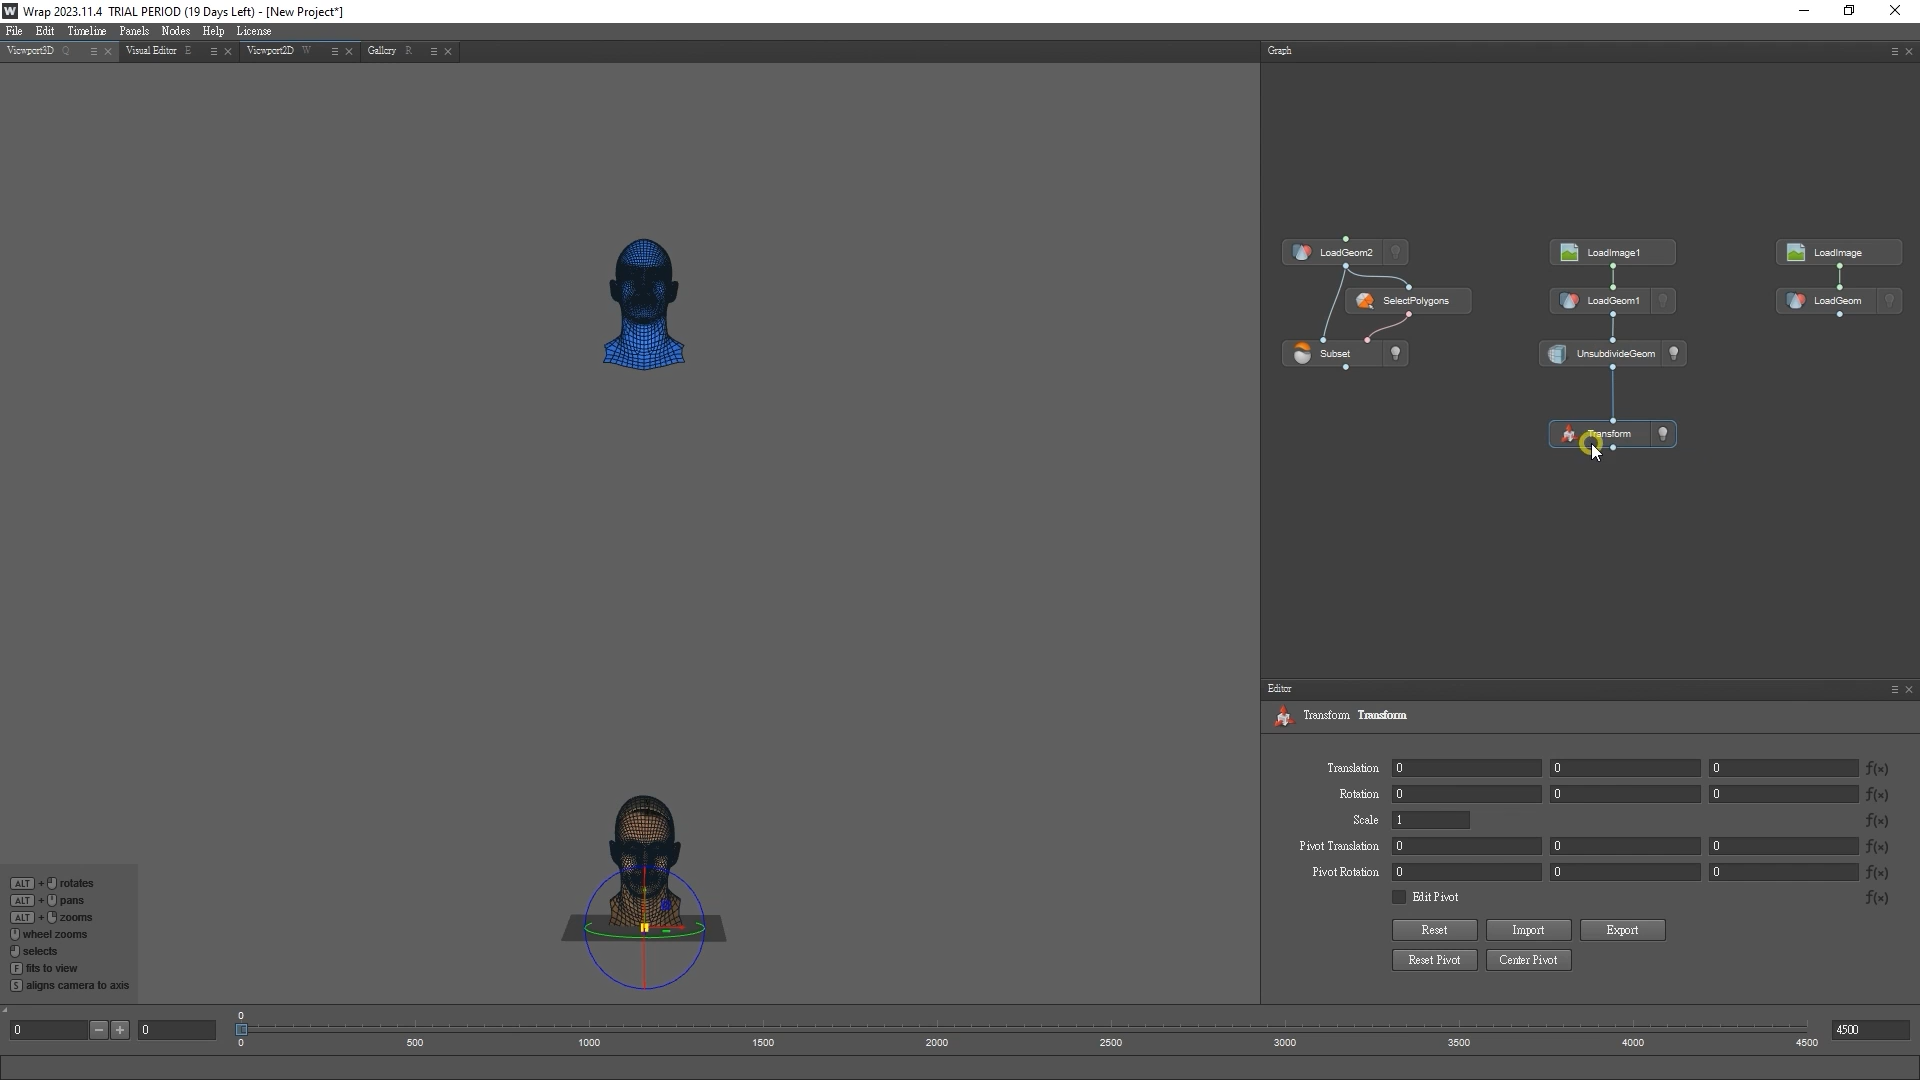 Wrap 2023.11.4  TRIAL PERIOD (19 Days Left) - [New Project*]
File Edit Timeline Panels Nodes Help License
Viewport3D Q Visual Editor E Viewport2D W Gallery R Graph
LoadGeom2 LoadImage1 LoadImage
SelectPolygons LoadGeom1 LoadGeom
Subset UnsubdivideGeom
Transform
Editor
Transform Transform
Translation 0 0 0 f(x)
Rotation 0 0 0 f(x)
Scale 1 f(x)
Pivot Translation 0 0 0 f(x)
Pivot Rotation 0 0 0 f(x)
Edit Pivot f(x)
Reset Import Export
Reset Pivot Center Pivot
ALT + rotates
ALT + pans
ALT + zooms
wheel zooms
selects
F fits to view
S aligns camera to axis
0 − + 0 0 4500
0 500 1000 1500 2000 2500 3000 3500 4000 4500